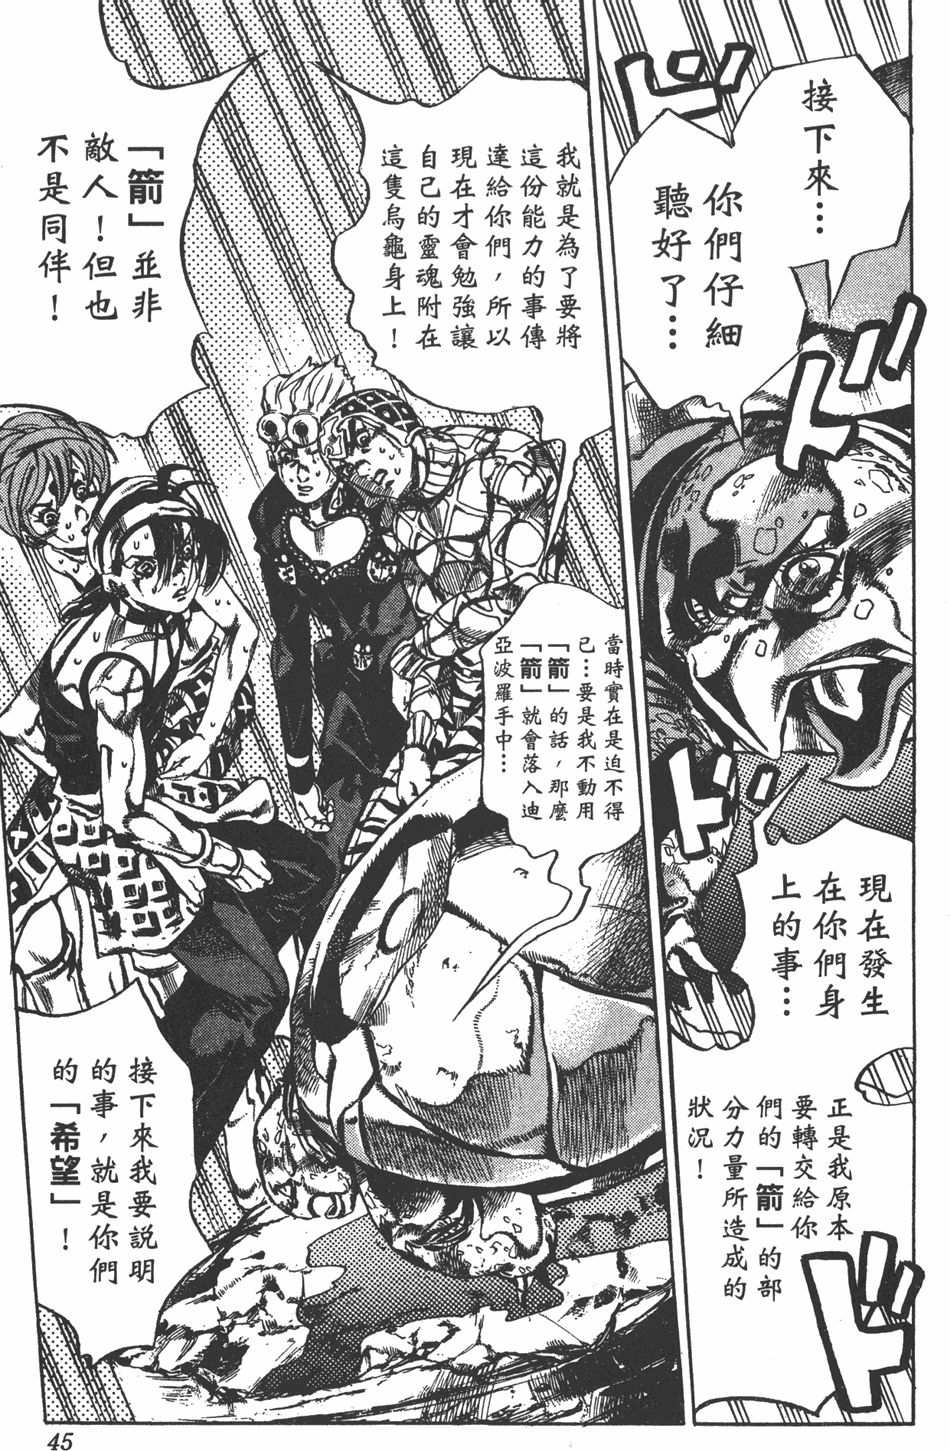 接下來…
你們仔細
聽好了…
現在發生
在你們身
上的事…
正是我原本
要轉交給你
們的「箭」的部
分力量所造成的
狀況！
我就是為了要將
這份能力的事傳
達給你們，所以
現在才會勉強讓
自己的靈魂附在
這隻烏龜身上！
「箭」並非
敵人！但也
不是同伴！
當時實在是迫不得
已…要是我不動用
「箭」的話，那麼
「箭」就會落入迪
亞波羅手中…
接下來我要說明
的事，就是你們
的「希望」！
ドドド
ドド
ド
45